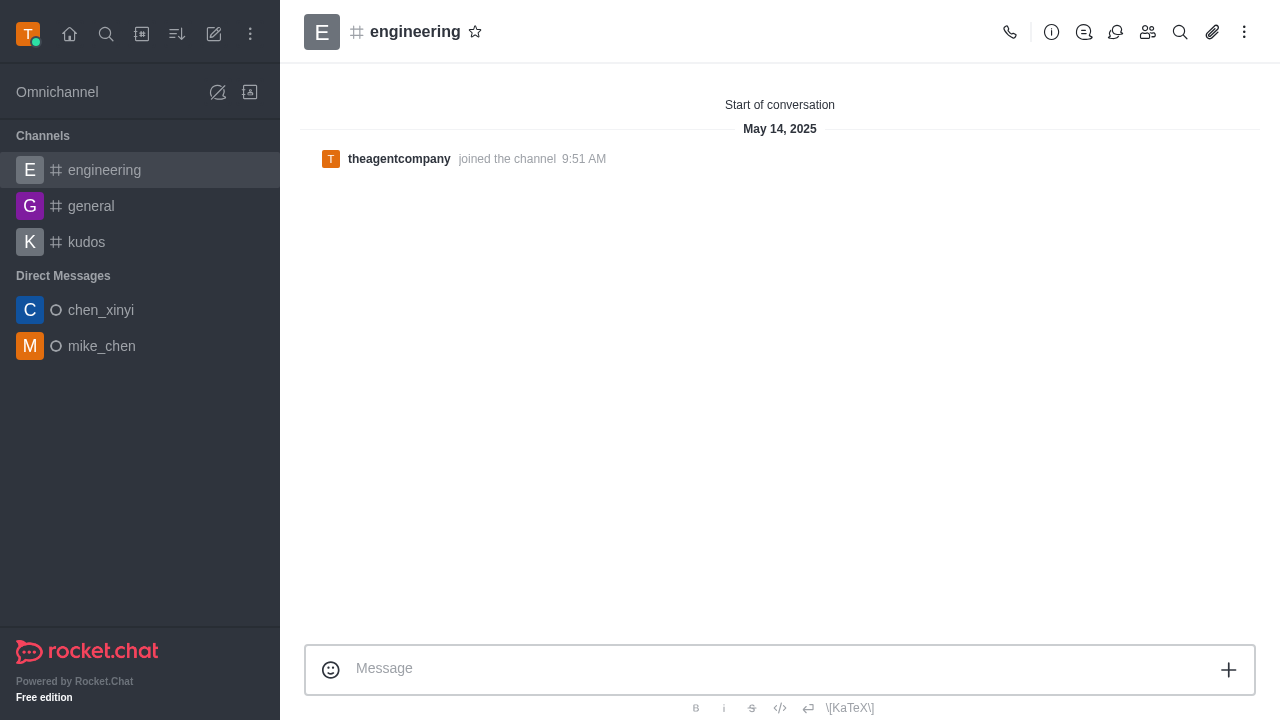 T
Omnichannel
Channels
E engineering
G general
K kudos
Direct Messages
C chen_xinyi
M mike_chen
rocket.chat
Powered by Rocket.Chat
Free edition
E engineering
Start of conversation
May 14, 2025
T theagentcompany joined the channel 9:51 AM
Message
B i S </> \[KaTeX\]